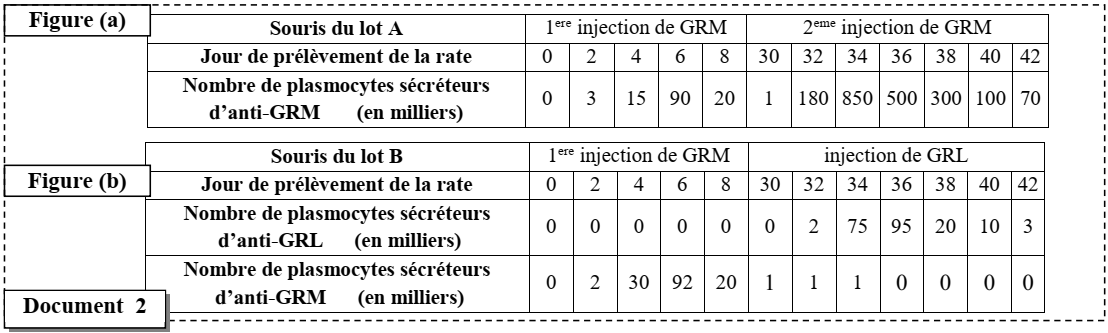 Figure (a)
Souris du lot A 1ere injection de GRM 2eme injection de GRM
Jour de prélèvement de la rate 0 2 4 6 8 30 32 34 36 38 40 42
Nombre de plasmocytes sécréteurs
d’anti-GRM (en milliers) 0 3 15 90 20 1 180 850 500 300 100 70
Figure (b)
Souris du lot B 1ere injection de GRM injection de GRL
Jour de prélèvement de la rate 0 2 4 6 8 30 32 34 36 38 40 42
Nombre de plasmocytes sécréteurs
d’anti-GRL (en milliers) 0 0 0 0 0 0 2 75 95 20 10 3
Nombre de plasmocytes sécréteurs
d’anti-GRM (en milliers) 0 2 30 92 20 1 1 1 0 0 0 0
Document 2